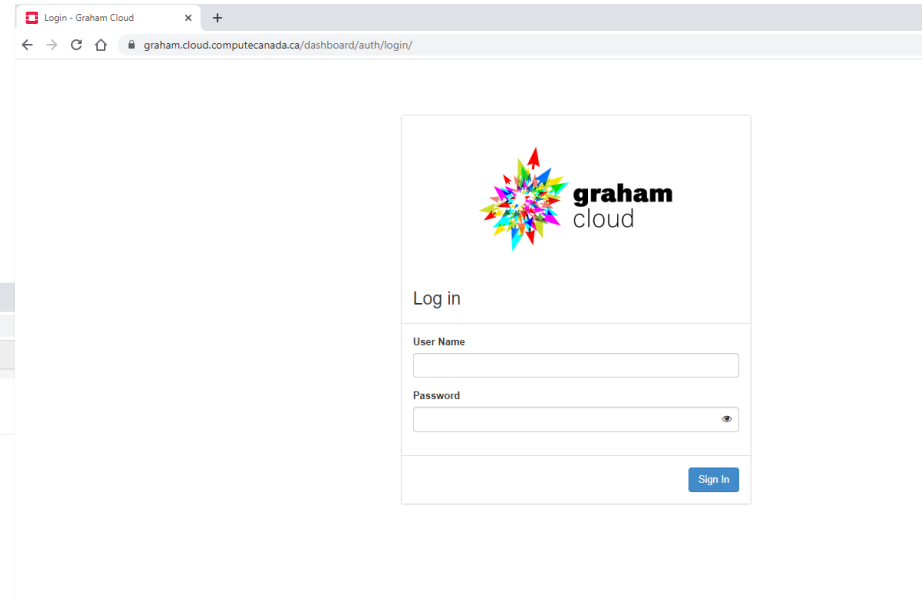 Login - Graham Cloud
graham.cloud.computecanada.ca/dashboard/auth/login/
graham
cloud
Log in
User Name
Password
Sign In